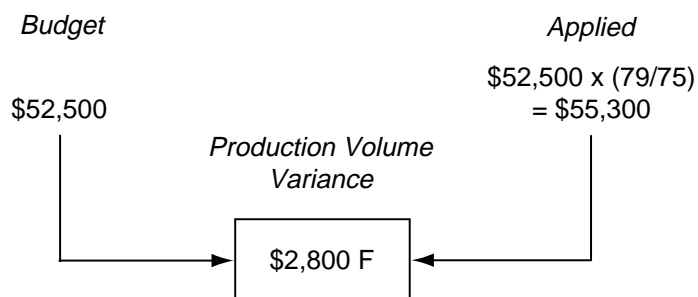 Budget
Applied
$52,500 x (79/75)
$52,500
= $55,300
Production Volume
Variance
$2,800 F